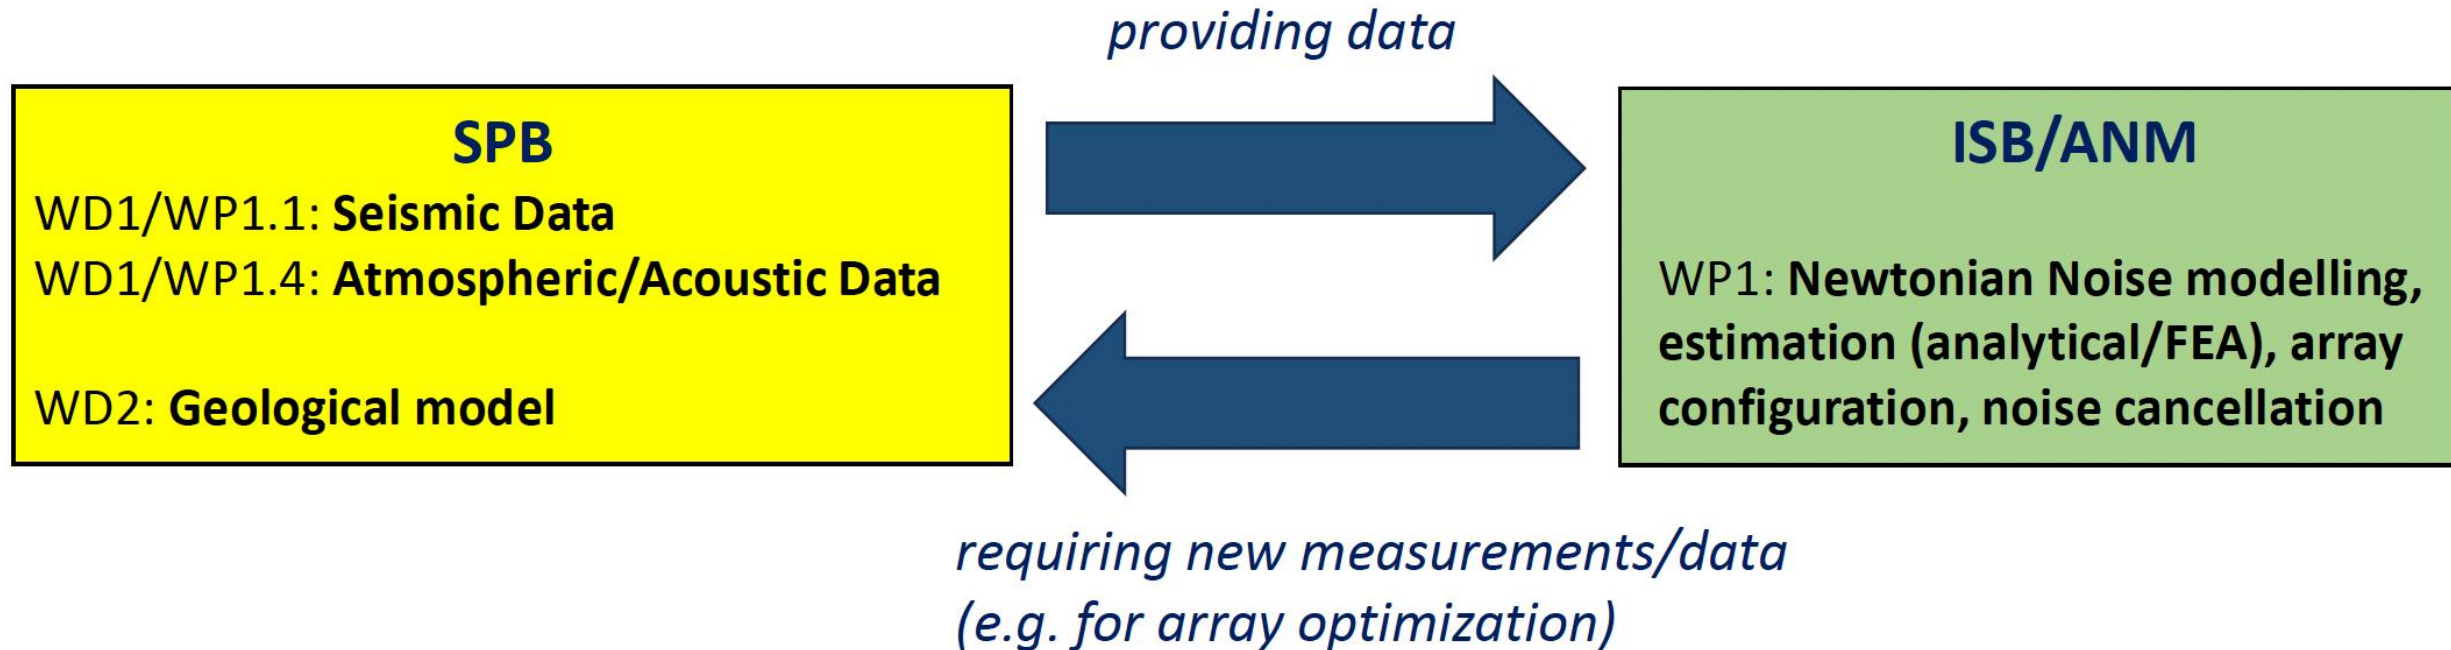 providing data
SPB
WD1/WP1.1: Seismic Data
WD1/WP1.4: Atmospheric/Acoustic Data
WD2: Geological model
ISB/ANM
WP1: Newtonian Noise modelling,
estimation (analytical/FEA), array
configuration, noise cancellation
requiring new measurements/data
(e.g. for array optimization)